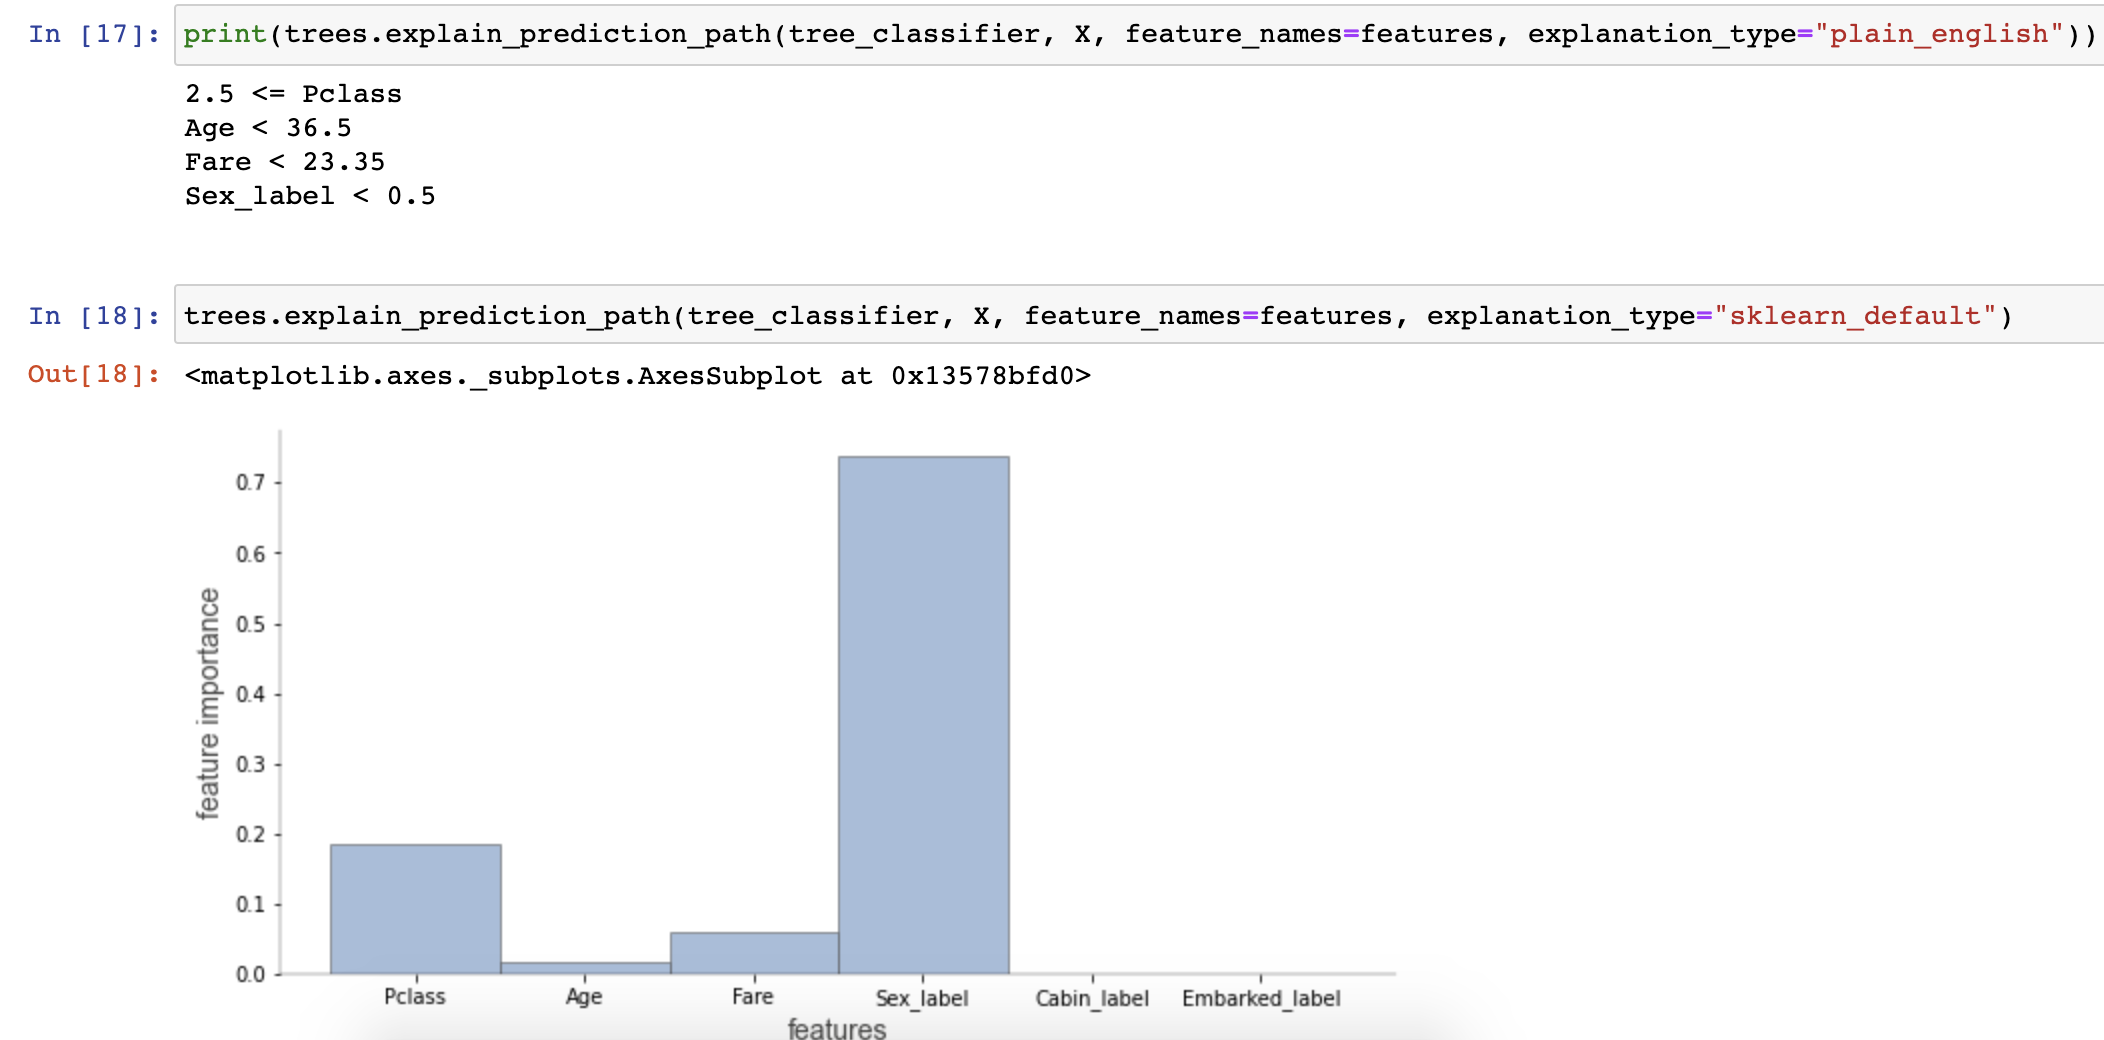 In [17]: print(trees.explain_prediction_path(tree_classifier, X, feature_names=features, explanation_type="plain_english"))
2.5 <= Pclass
Age < 36.5
Fare < 23.35
Sex_label < 0.5
In [18]: trees.explain_prediction_path(tree_classifier, X, feature_names=features, explanation_type="sklearn_default")
Out[18]: <matplotlib.axes._subplots.AxesSubplot at 0x13578bfd0>
feature importance
0.7
0.6
0.5
0.4
0.3
0.2
0.1
0.0
Pclass Age Fare Sex_label Cabin_label Embarked_label
features